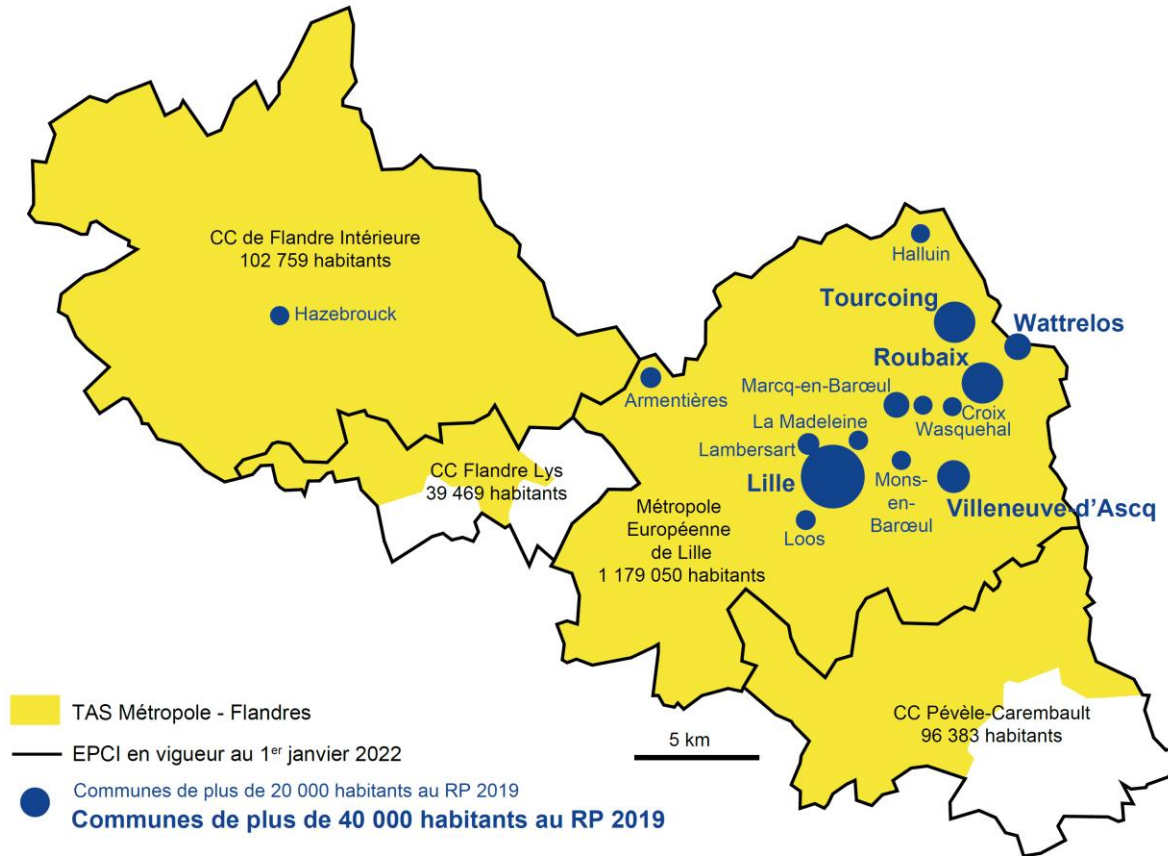 CC de Flandre Intérieure
102 759 habitants
Hazebrouck
Halluin
Tourcoing
Wattrelos
Roubaix
Armentières
Marcq-en-Barœul
Croix
Wasquehal
La Madeleine
Lambersart
Lille
Mons-
en-
Barœul
Villeneuve-d’Ascq
Loos
CC Flandre Lys
39 469 habitants
Métropole
Européenne
de Lille
1 179 050 habitants
CC Pévèle-Carembault
96 383 habitants
5 km
TAS Métropole - Flandres
EPCI en vigueur au 1er janvier 2022
Communes de plus de 20 000 habitants au RP 2019
Communes de plus de 40 000 habitants au RP 2019